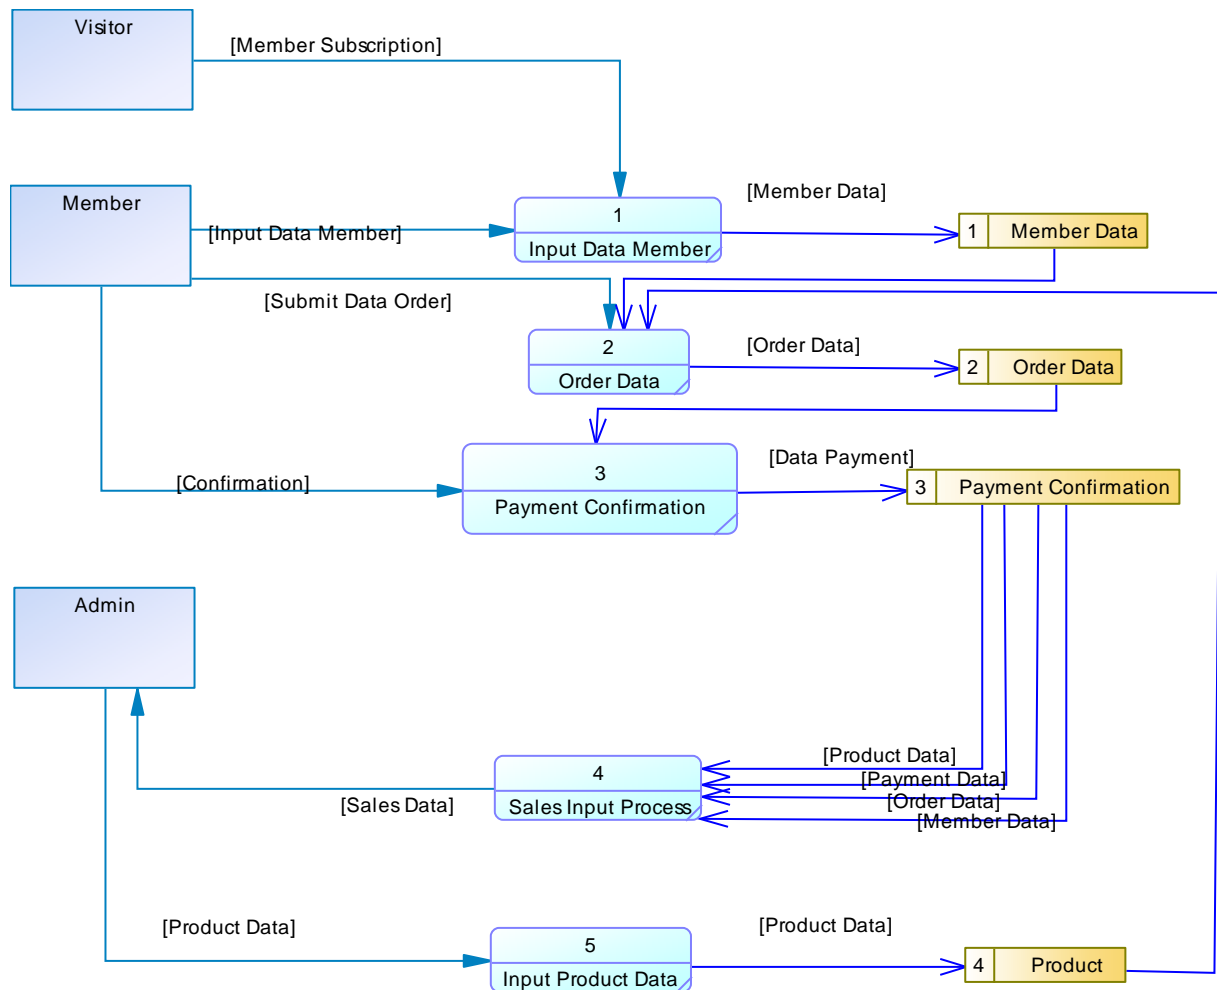 Visitor
[Member Subscription]
Member
[Input Data Member]
1
Input Data Member
[Member Data]
1 Member Data
[Submit Data Order]
2
Order Data
[Order Data]
2 Order Data
[Confirmation]
3
Payment Confirmation
[Data Payment]
3 Payment Confirmation
Admin
[Product Data]
[Payment Data]
[Order Data]
[Member Data]
4
Sales Input Process
[Sales Data]
[Product Data]
5
Input Product Data
[Product Data]
4 Product